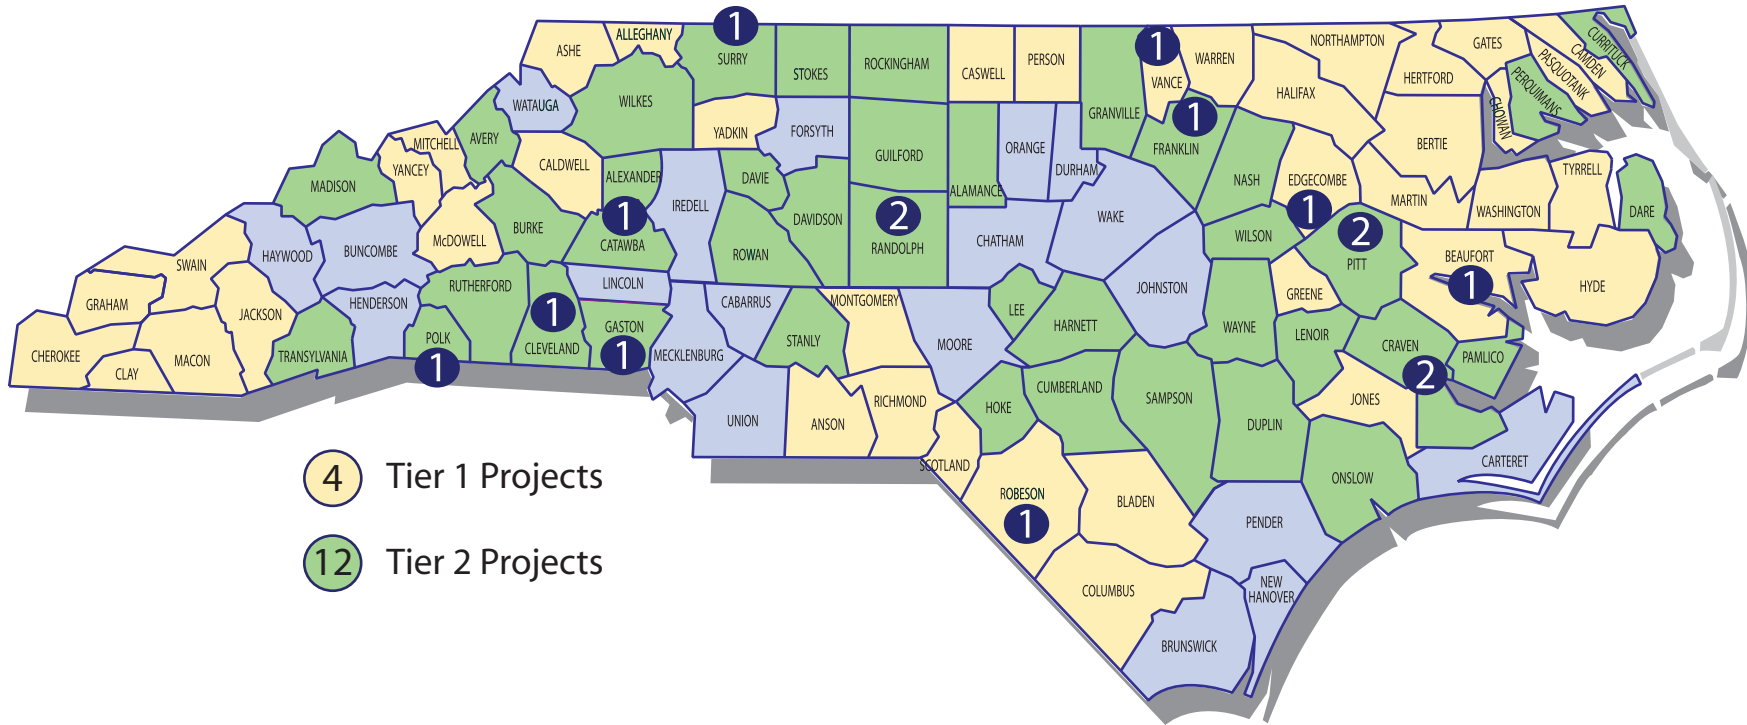 ASHE
ALLEGHANY
1
SURRY
STOKES
ROCKINGHAM
CASWELL
PERSON
GRANVILLE
1
VANCE
WARREN
NORTHAMPTON
HALIFAX
HERTFORD
GATES
PASQUOTANK
CAMDEN
CURRITUCK
PERQUIMANS
CHOWAN
BERTIE
WATAUGA
WILKES
YADKIN
FORSYTH
GUILFORD
ALAMANCE
ORANGE
DURHAM
1
FRANKLIN
NASH
EDGECOMBE
1
MARTIN
WASHINGTON
TYRRELL
DARE
MITCHELL
AVERY
YANCEY
MADISON
CALDWELL
ALEXANDER
IREDELL
DAVIE
DAVIDSON
2
RANDOLPH
CHATHAM
WAKE
WILSON
2
PITT
BEAUFORT
1
HYDE
McDOWELL
BURKE
1
CATAWBA
ROWAN
SWAIN
HAYWOOD
BUNCOMBE
GRAHAM
JACKSON
HENDERSON
RUTHERFORD
LINCOLN
1
CLEVELAND
GASTON
1
CABARRUS
MONTGOMERY
LEE
HARNETT
JOHNSTON
GREENE
WAYNE
LENOIR
CRAVEN
2
PAMLICO
CHEROKEE
CLAY
MACON
TRANSYLVANIA
POLK
1
MECKLENBURG
STANLY
MOORE
UNION
ANSON
RICHMOND
HOKE
CUMBERLAND
SAMPSON
DUPLIN
JONES
CARTERET
SCOTLAND
ROBESON
1
BLADEN
ONSLOW
PENDER
COLUMBUS
NEW
HANOVER
BRUNSWICK
4 Tier 1 Projects
12 Tier 2 Projects